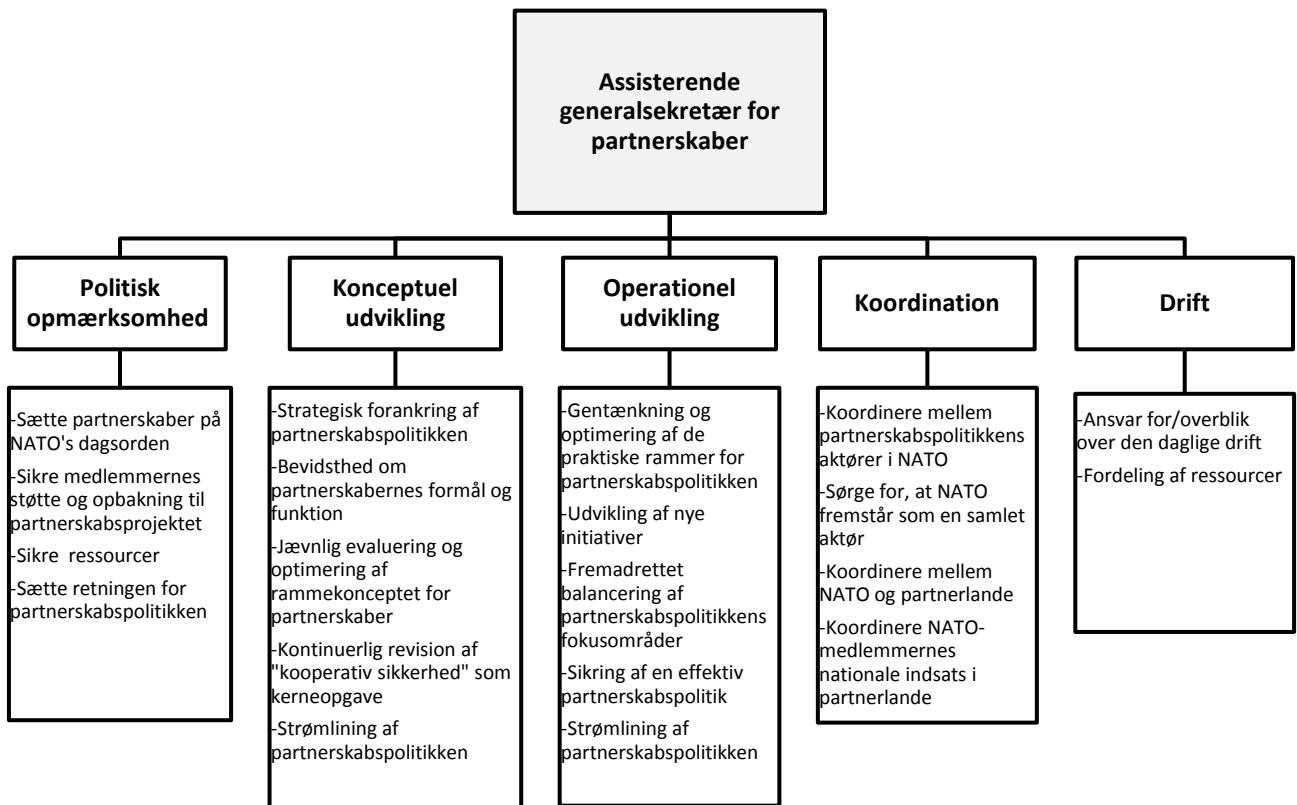 Assisterende
generalsekretær for
partnerskaber
Politisk
opmærksomhed
-Sætte partnerskaber på
NATO's dagsorden
-Sikre medlemmernes
støtte og opbakning til
partnerskabsprojektet
-Sikre ressourcer
-Sætte retningen for
partnerskabspolitikken
Konceptuel
udvikling
-Strategisk forankring af
partnerskabspolitikken
-Bevidsthed om
partnerskabernes formål og
funktion
-Jævnlig evaluering og
optimering af
rammekonceptet for
partnerskaber
-Kontinuerlig revision af
"kooperativ sikkerhed" som
kerneopgave
-Strømlining af
partnerskabspolitikken
Operationel
udvikling
-Gentænkning og
optimering af de
praktiske rammer for
partnerskabspolitikken
-Udvikling af nye
initiativer
-Fremadrettet
balancering af
partnerskabspolitikkens
fokusområder
-Sikring af en effektiv
partnerskabspolitik
-Strømlining af
partnerskabspolitikken
Koordination
-Koordinere mellem
partnerskabspolitikkens
aktører i NATO
-Sørge for, at NATO
fremstår som en samlet
aktør
-Koordinere mellem
NATO og partnerlande
-Koordinere NATO-
medlemmernes
nationale indsats i
partnerlande
Drift
-Ansvar for/overblik
over den daglige drift
-Fordeling af ressourcer